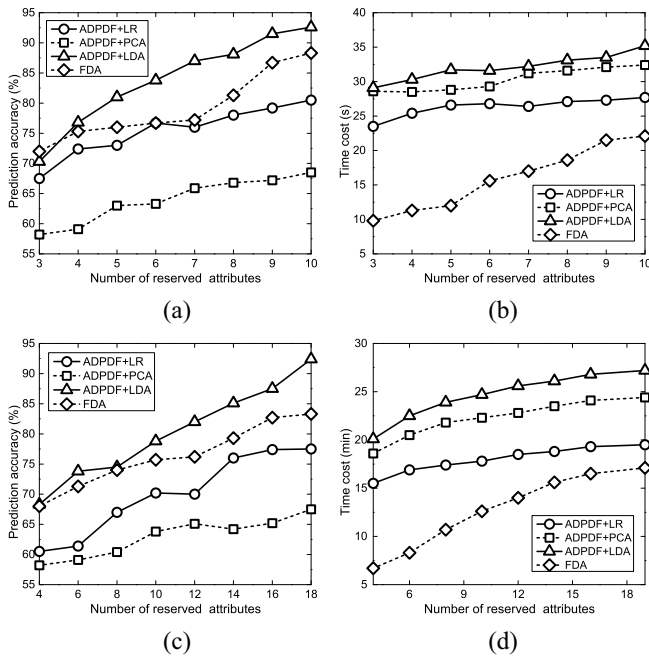 95
90
85
80
75
70
65
60
55
Prediction accuracy (%)
ADPDF+LR
ADPDF+PCA
ADPDF+LDA
FDA
3 4 5 6 7 8 9 10
Number of reserved attributes
(a)
40
35
30
25
20
15
10
5
Time cost (s)
ADPDF+LR
ADPDF+PCA
ADPDF+LDA
FDA
3 4 5 6 7 8 9 10
Number of reserved attributes
(b)
95
90
85
80
75
70
65
60
55
Prediction accuracy (%)
ADPDF+LR
ADPDF+PCA
ADPDF+LDA
FDA
4 6 8 10 12 14 16 18
Number of reserved attributes
(c)
30
25
20
15
10
5
Time cost (min)
ADPDF+LR
ADPDF+PCA
ADPDF+LDA
FDA
6 9 12 15 18
Number of reserved attributes
(d)